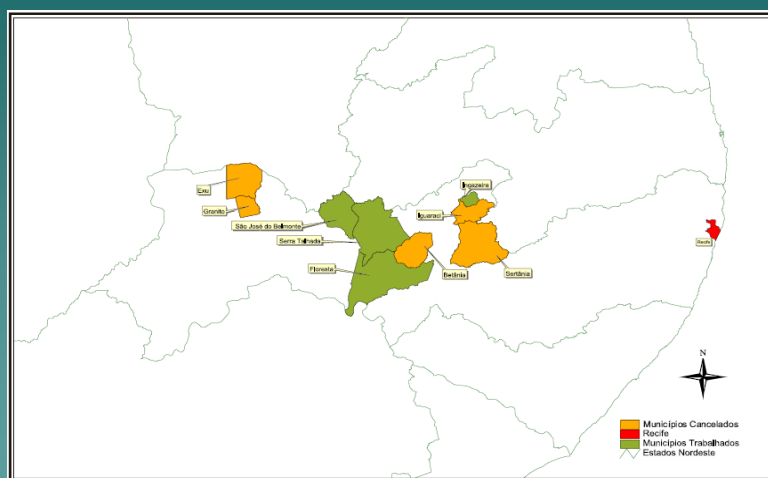 Exu
Granito
São José do Belmonte
Serra Talhada
Floresta
Ingazeira
Iguaraci
Betânia
Sertânia
Recife
N
Municípios Cancelados
Recife
Municípios Trabalhados
Estados Nordeste